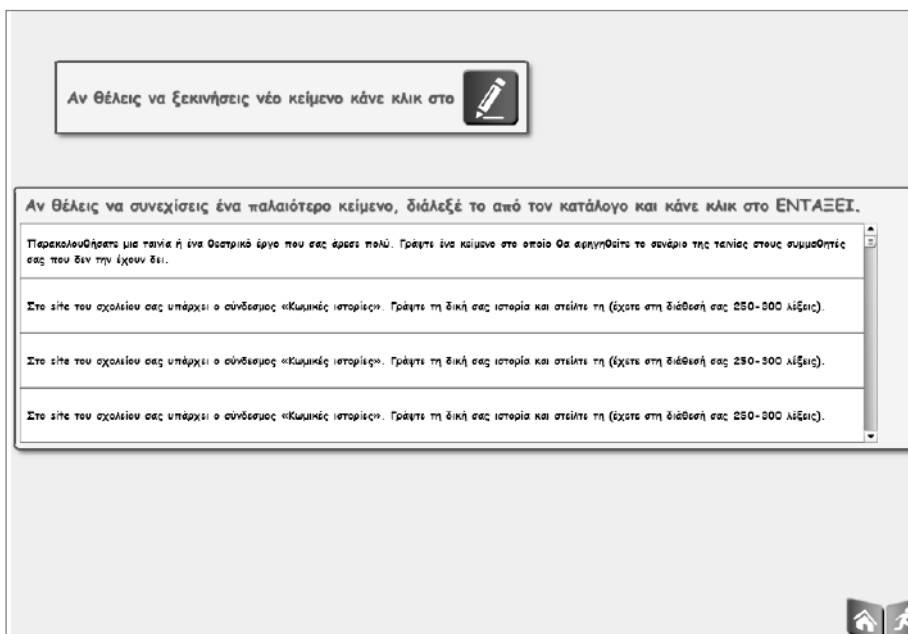 Αν θέλεις να ξεκινήσεις νέο κείμενο κάνε κλικ στο
Αν θέλεις να συνεχίσεις ένα παλαιότερο κείμενο, διάλεξέ το από τον κατάλογο και κάνε κλικ στο ΕΝΤΑΞΕΙ.
Παρακολουθήσατε μια ταινία ή ένα θεατρικό έργο που σας άρεσε πολύ. Γράψτε ένα κείμενο στο οποίο θα αφηγηθείτε το σενάριο της ταινίας στους συμμαθητές
σας που δεν την έχουν δει.
Στο site του σχολείου σας υπάρχει ο σύνδεσμος «Κωμικές ιστορίες». Γράψτε τη δική σας ιστορία και στείλτε τη (έχετε στη διάθεσή σας 250-300 λέξεις).
Στο site του σχολείου σας υπάρχει ο σύνδεσμος «Κωμικές ιστορίες». Γράψτε τη δική σας ιστορία και στείλτε τη (έχετε στη διάθεσή σας 250-300 λέξεις).
Στο site του σχολείου σας υπάρχει ο σύνδεσμος «Κωμικές ιστορίες». Γράψτε τη δική σας ιστορία και στείλτε τη (έχετε στη διάθεσή σας 250-300 λέξεις).